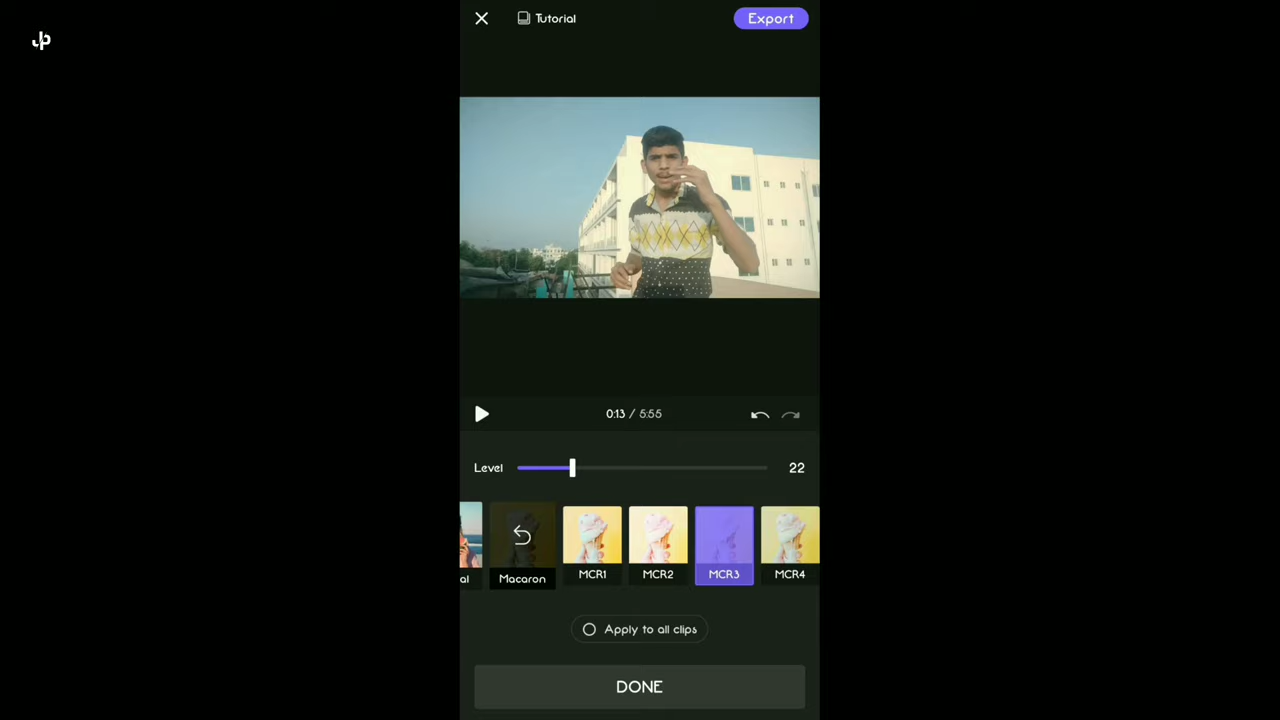 Tutorial
Export
0:13 / 5:55
Level
22
al
Macaron
MCR1
MCR2
MCR3
MCR4
Apply to all clips
DONE